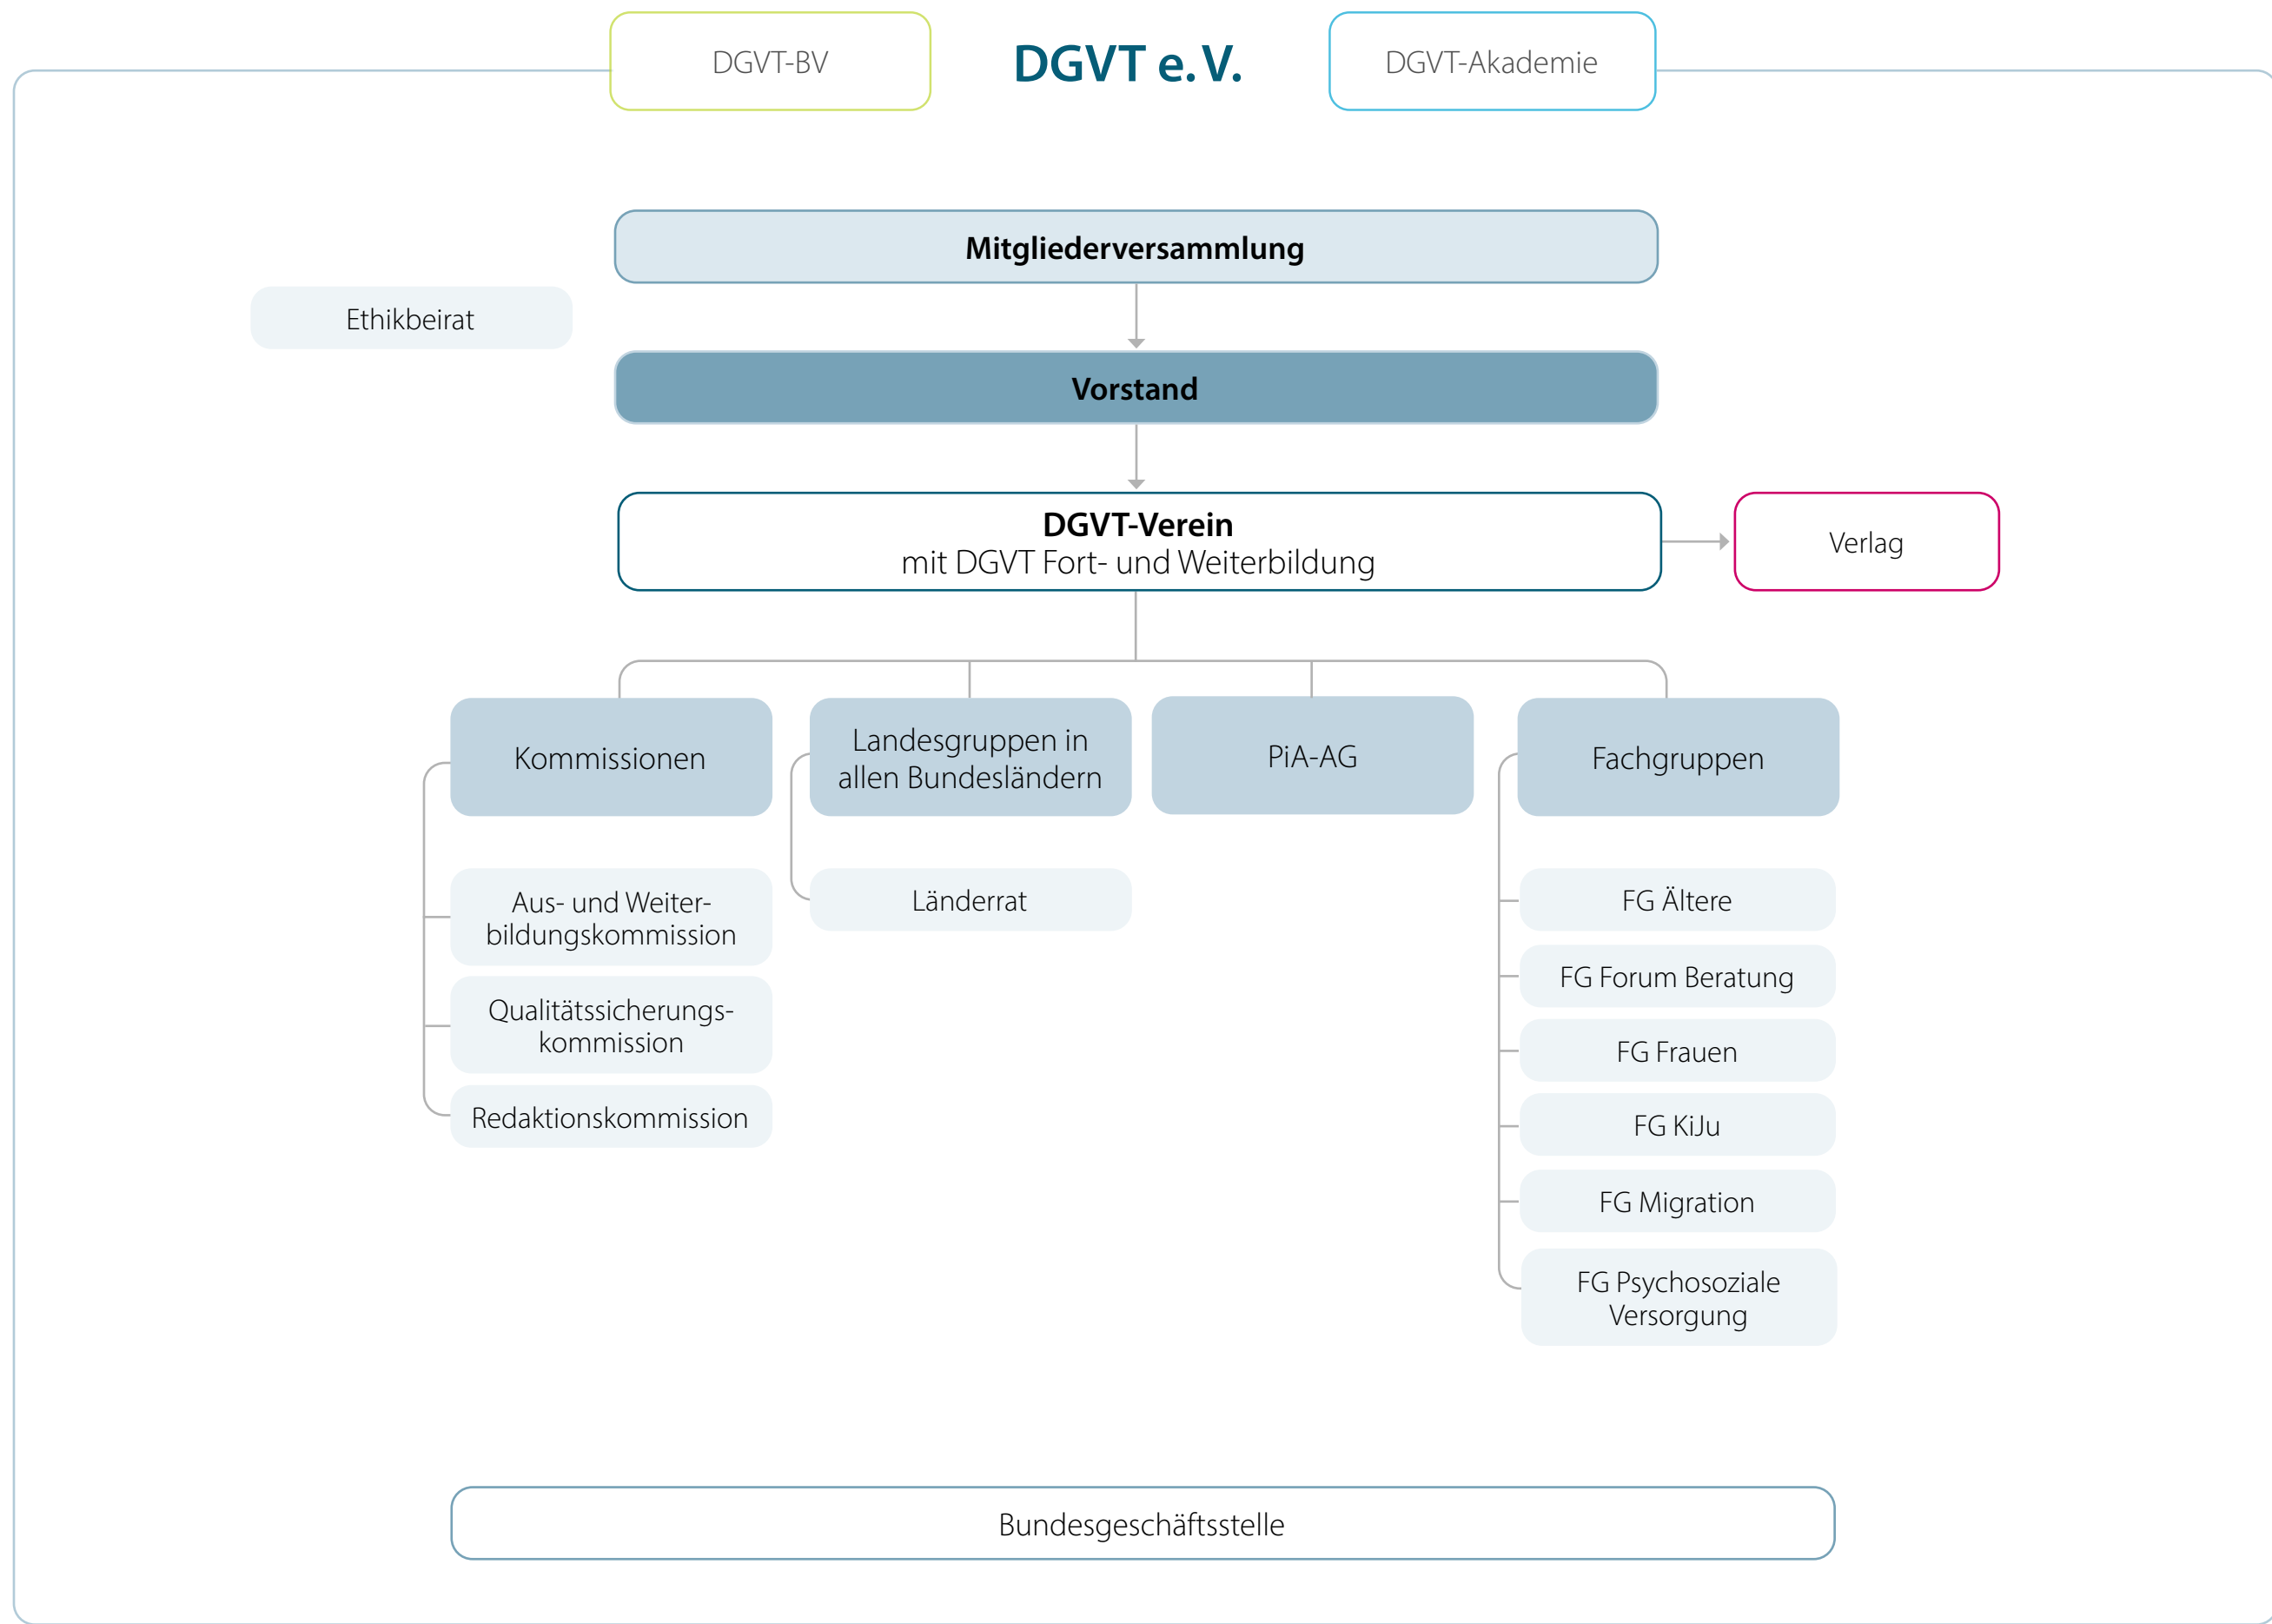 DGVT-BV
DGVT e.V.
DGVT-Akademie
Mitgliederversammlung
Ethikbeirat
Vorstand
DGVT-Verein
mit DGVT Fort- und Weiterbildung
Verlag
Kommissionen
Landesgruppen in
allen Bundesländern
PiA-AG
Fachgruppen
Aus- und Weiter-
bildungskommission
Qualitätssicherungs-
kommission
Redaktionskommission
Länderrat
FG Ältere
FG Forum Beratung
FG Frauen
FG KiJu
FG Migration
FG Psychosoziale
Versorgung
Bundesgeschäftsstelle